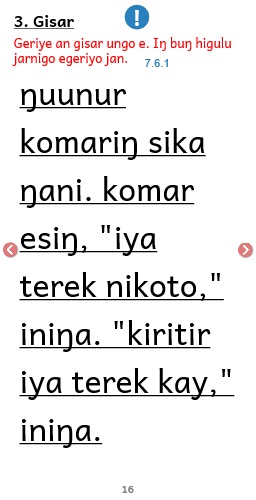 3. Gisar
!
Geriye an gisar ungo e. Iŋ buŋ higulu
jarnigo egeriyo jan.
7.6.1
ŋuunur
komariŋ sika
ŋani. komar
esiŋ, "iya
terek nikoto,"
iniŋa. "kiritir
iya terek kay,"
iniŋa.
16